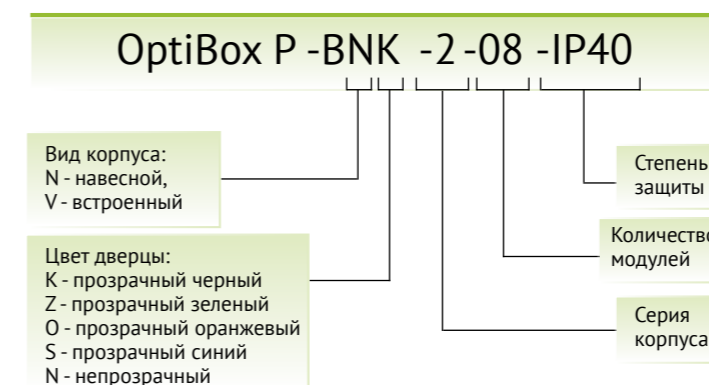 OptiBox P -BNK -2 -08 -IP40
Вид корпуса:
N - навесной,
V - встроенный
Цвет дверцы:
K - прозрачный черный
Z - прозрачный зеленый
O - прозрачный оранжевый
S - прозрачный синий
N - непрозрачный
Степень
защиты
Количество
модулей
Серия
корпуса